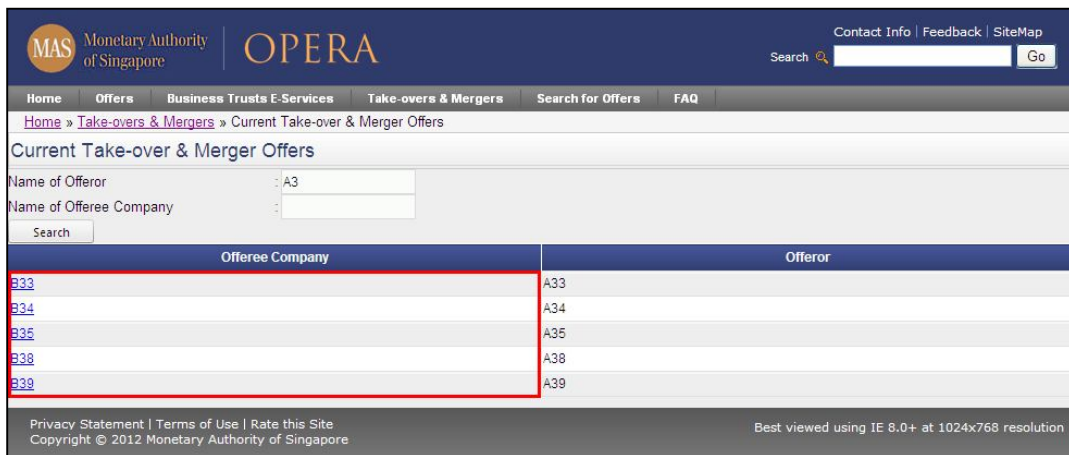 Contact Info | Feedback | SiteMap
MAS Monetary Authority of Singapore OPERA
Search Go
Home Offers Business Trusts E-Services Take-overs & Mergers Search for Offers FAQ
Home » Take-overs & Mergers » Current Take-over & Merger Offers
Current Take-over & Merger Offers
Name of Offeror : A3
Name of Offeree Company :
Search
Offeree Company Offeror
B33 A33
B34 A34
B35 A35
B38 A38
B39 A39
Privacy Statement | Terms of Use | Rate this Site
Copyright © 2012 Monetary Authority of Singapore
Best viewed using IE 8.0+ at 1024x768 resolution